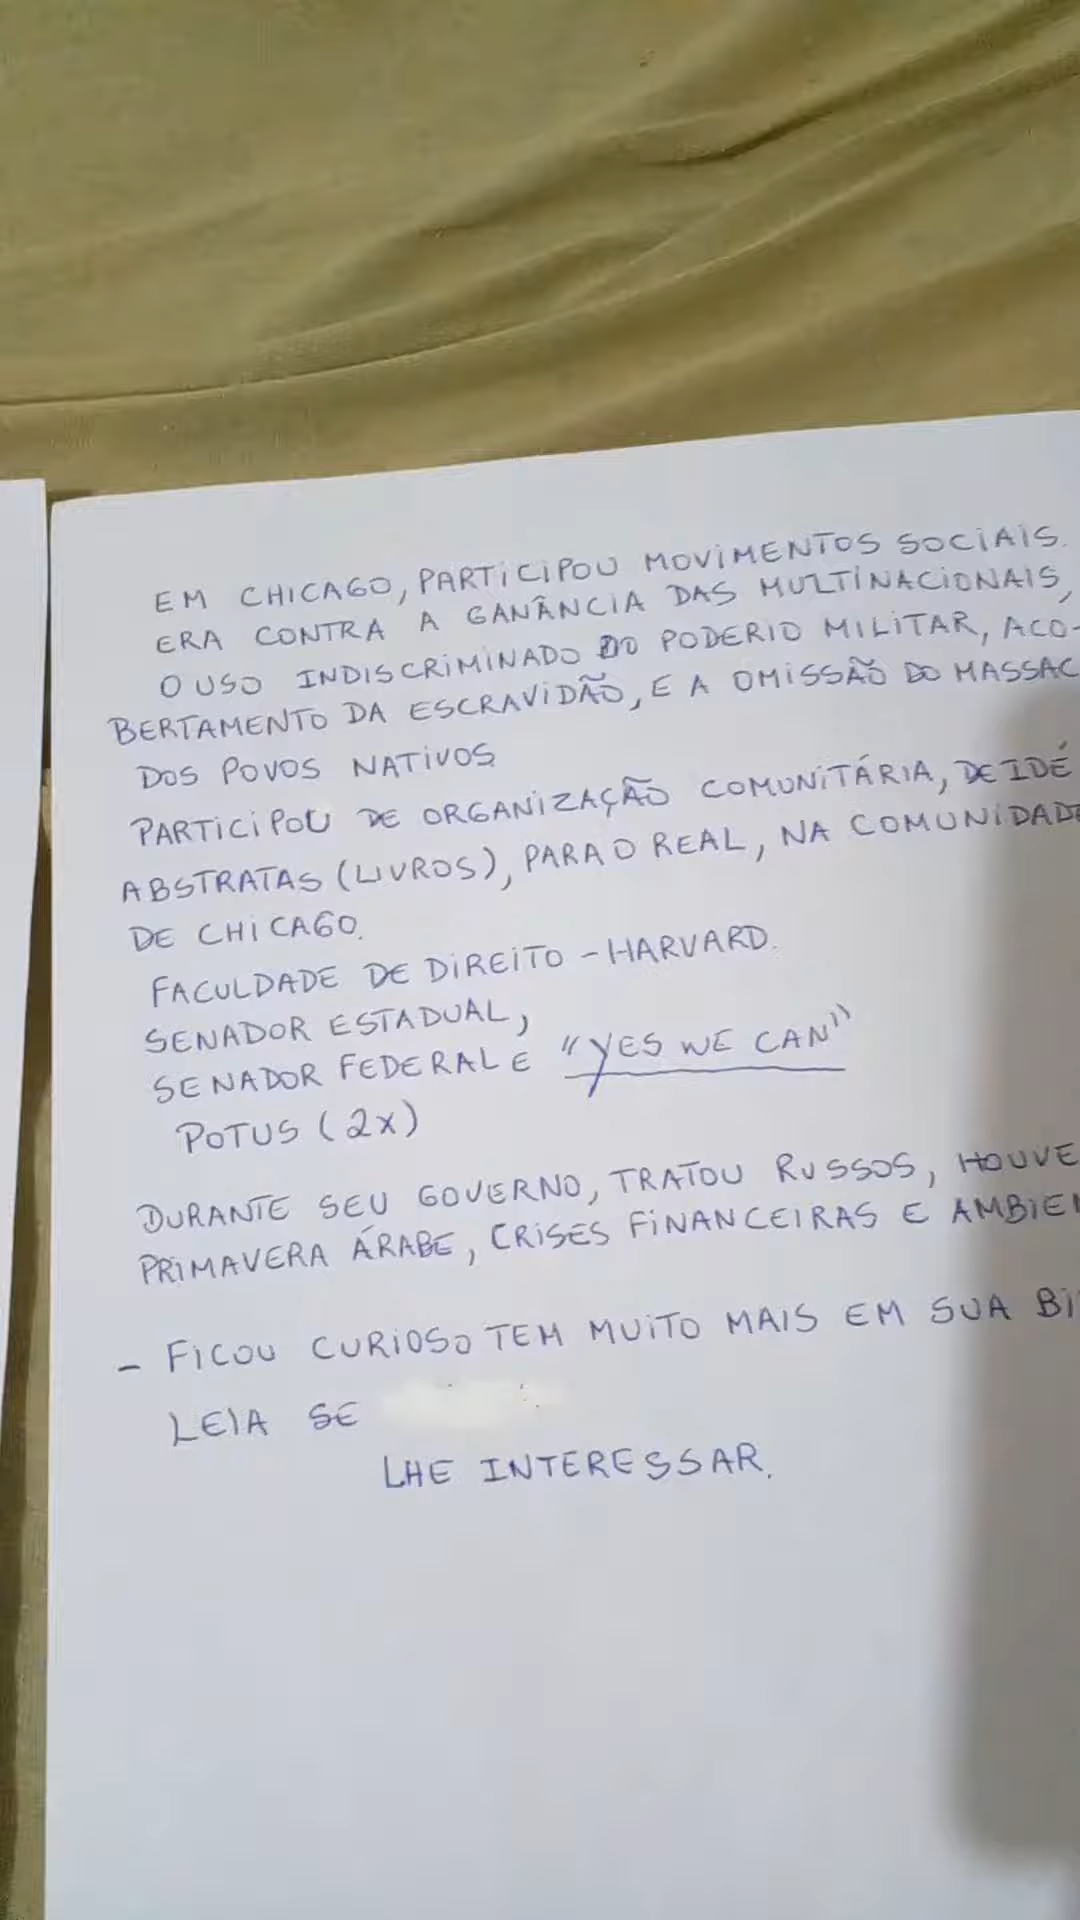 EM CHICAGO, PARTICIPOU MOVIMENTOS SOCIAIS.
ERA CONTRA A GANÂNCIA DAS MULTINACIONAIS,
O USO INDISCRIMINADO DO PODERIO MILITAR, ACO-
BERTAMENTO DA ESCRAVIDÃO, E A OMISSÃO DO MASSAC
DOS POVOS NATIVOS
PARTICIPOU DE ORGANIZAÇÃO COMUNITÁRIA, DE IDÉ
ABSTRATAS (LIVROS), PARA O REAL, NA COMUNIDADE
DE CHICAGO.
FACULDADE DE DIREITO - HARVARD.
SENADOR ESTADUAL,
SENADOR FEDERAL E "YES WE CAN"
POTUS (2X)
DURANTE SEU GOVERNO, TRATOU RUSSOS, HOUVE
PRIMAVERA ÁRABE, CRISES FINANCEIRAS E AMBIE
- FICOU CURIOSO TEM MUITO MAIS EM SUA BI
LEIA SE
LHE INTERESSAR.